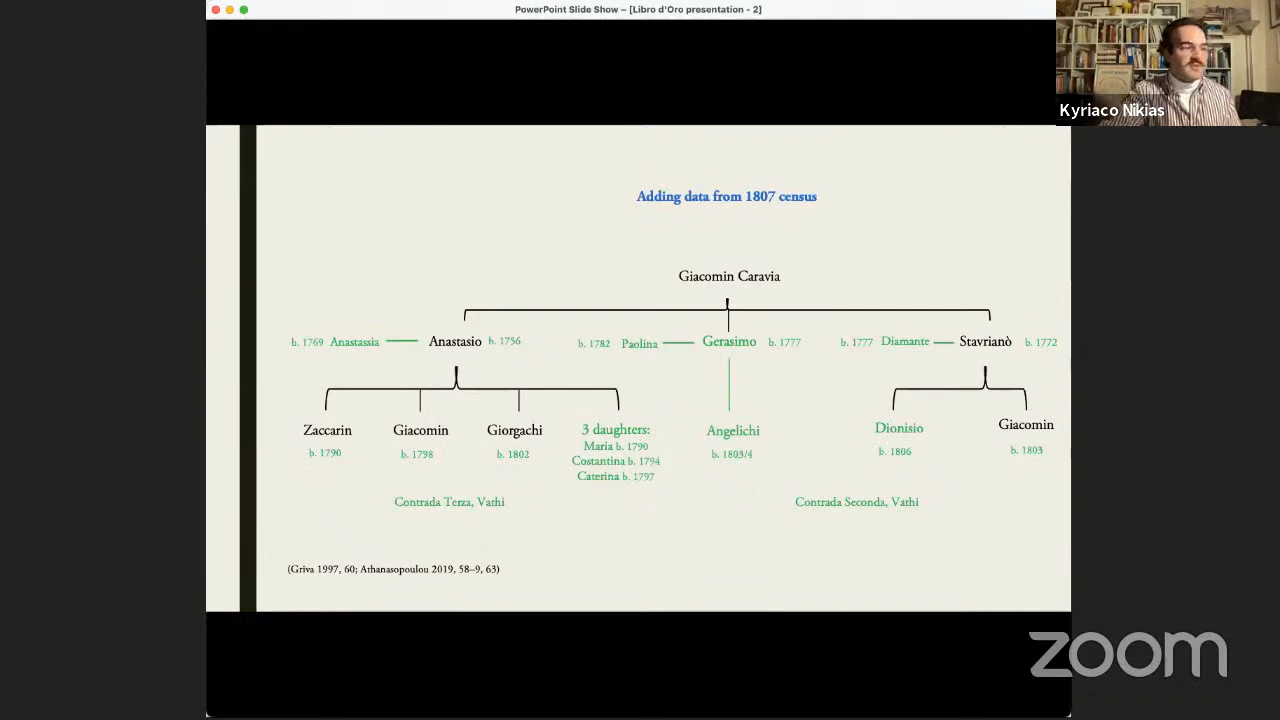 PowerPoint Slide Show – [Libro d'Oro presentation - 2]
Kyriaco Nikias
Adding data from 1807 census
Giacomin Caravia
b. 1769 Anastassia Anastasio b. 1756 b. 1782 Paolina Gerasimo b. 1777 b. 1777 Diamante Stavrianò b. 1772
Zaccarin Giacomin Giorgachi 3 daughters: Angelichi Dionisio Giacomin
b. 1790 b. 1798 b. 1802 Maria b. 1790 b. 1803/4 b. 1806 b. 1803
Costantina b. 1794
Caterina b. 1797
Contrada Terza, Vathi Contrada Seconda, Vathi
(Griva 1997, 60; Athanasopoulou 2019, 58–9, 63)
zoom